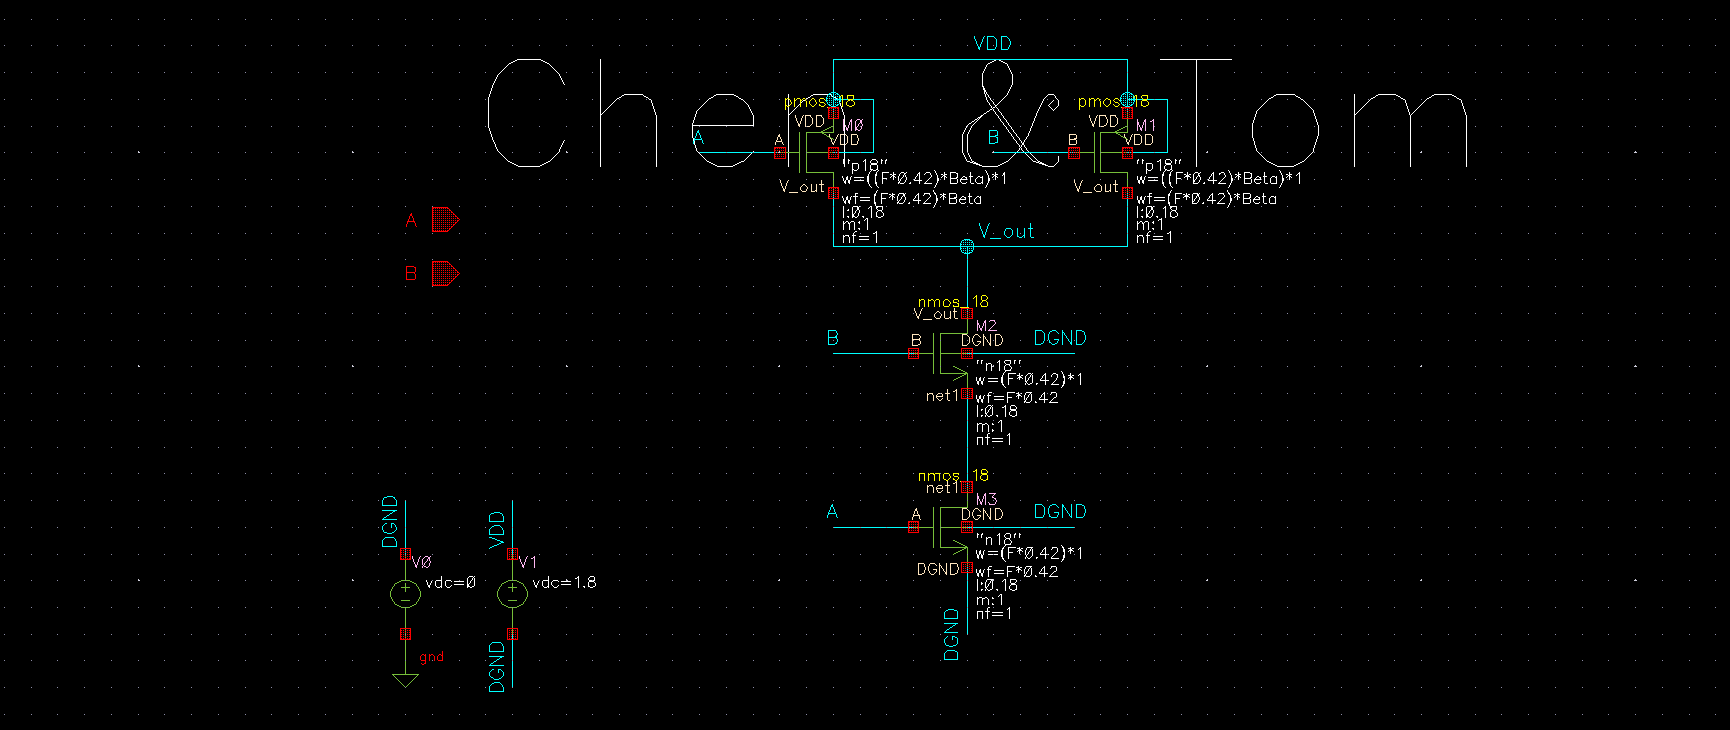 VDD
Chen & Tom
pmos_18
pmos_18
VDD
M0
VDD
M1
A
A
VDD
B
B
VDD
"p18"
"p18"
w=((F*0.42)*Beta)*1
w=((F*0.42)*Beta)*1
V_out
V_out
wf=(F*0.42)*Beta
wf=(F*0.42)*Beta
l:0.18
l:0.18
m:1
m:1
nf=1
nf=1
A
B
V_out
nmos_18
V_out
M2
B
B
DGND
DGND
"n18"
w=(F*0.42)*1
net1
wf=F*0.42
l:0.18
m:1
nf=1
nmos_18
net1
M3
A
A
DGND
DGND
"n18"
w=(F*0.42)*1
DGND
wf=F*0.42
l:0.18
m:1
nf=1
DGND
DGND
VDD
V0
V1
vdc=0
vdc=1.8
gnd
DGND